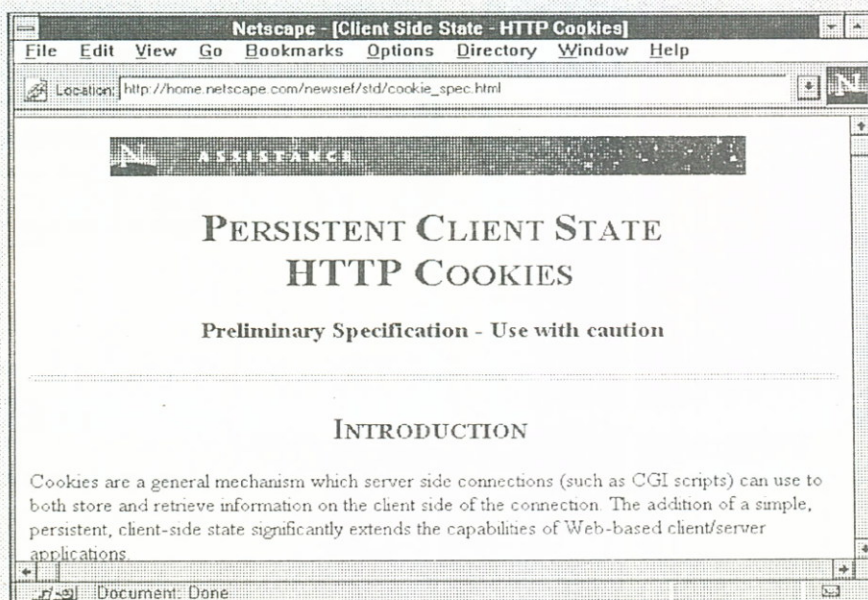 Netscape - [Client Side State - HTTP Cookies]
File Edit View Go Bookmarks Options Directory Window Help
Location: http://home.netscape.com/newsref/std/cookie_spec.html
N
N ASSISTANCE
PERSISTENT CLIENT STATE
HTTP COOKIES
Preliminary Specification - Use with caution
INTRODUCTION
Cookies are a general mechanism which server side connections (such as CGI scripts) can use to
both store and retrieve information on the client side of the connection. The addition of a simple,
persistent, client-side state significantly extends the capabilities of Web-based client/server
applications.
Document: Done